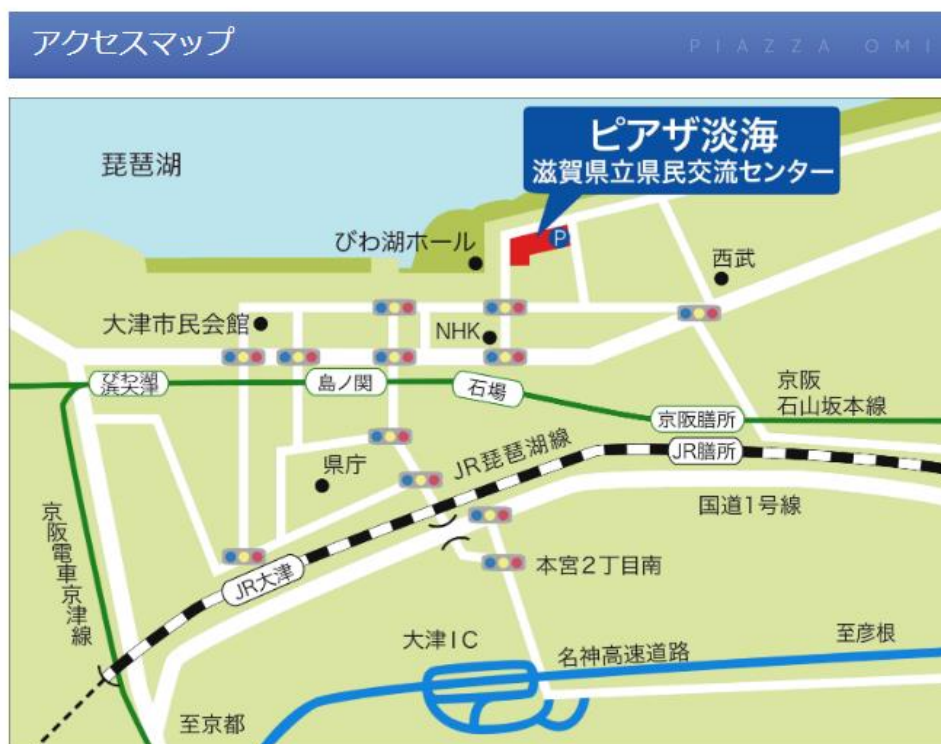 アクセスマップ
PIAZZA OMI
琵琶湖
ピアザ淡海
滋賀県立県民交流センター
びわ湖ホール
P
西武
大津市民会館
NHK
びわ湖
浜大津
島ノ関
石場
京阪
石山坂本線
京阪膳所
JR琵琶湖線
JR膳所
県庁
国道1号線
京阪電車京津線
JR大津
本宮2丁目南
大津IC
名神高速道路
至彦根
至京都